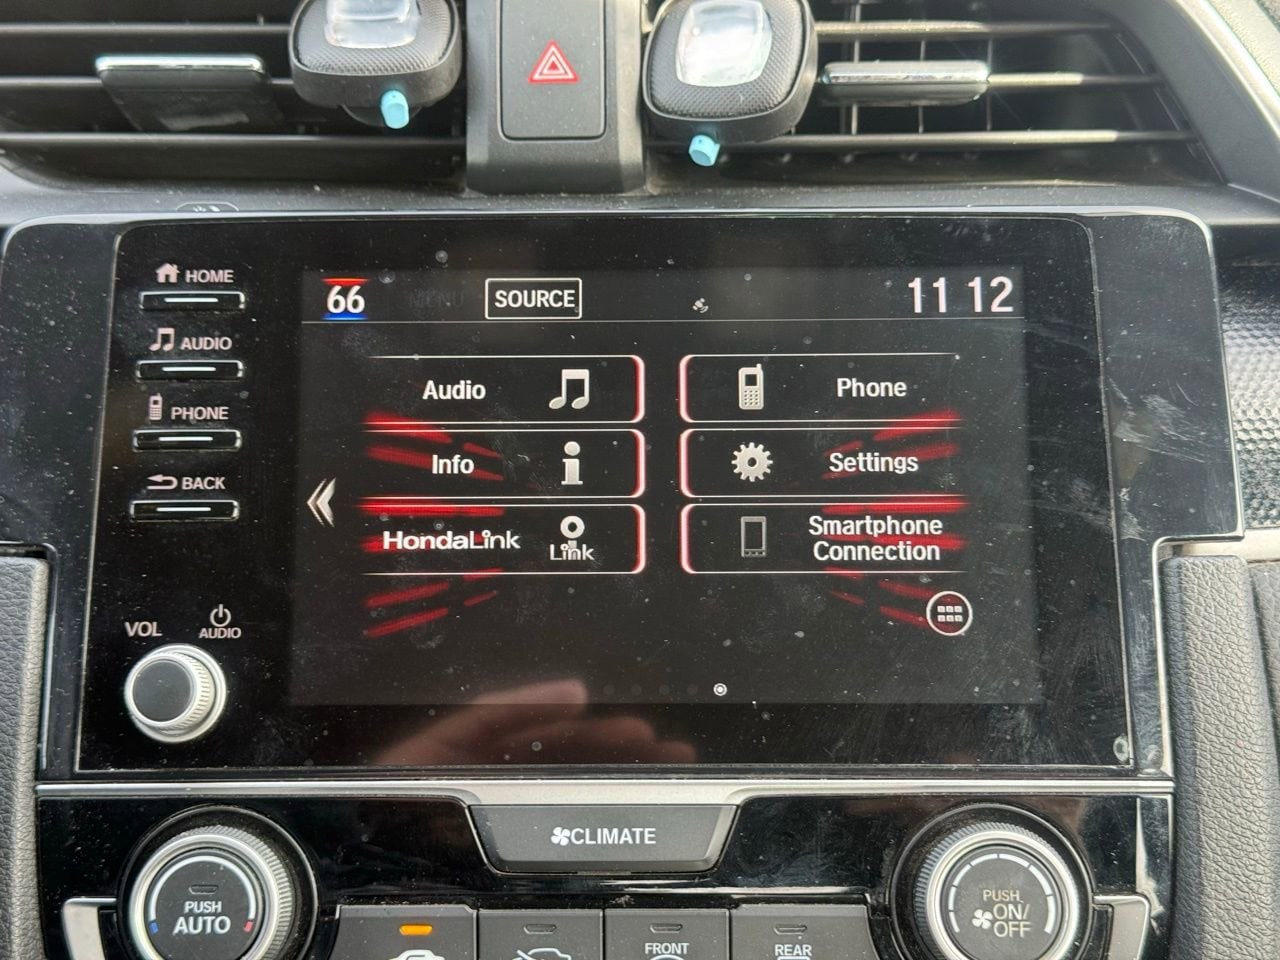 HOME
AUDIO
PHONE
BACK
VOL
AUDIO
66
MENU
SOURCE
11 12
Audio
Phone
Info
Settings
HondaLink
Link
Smartphone
Connection
CLIMATE
PUSH
AUTO
FRONT
REAR
PUSH
ON/
OFF